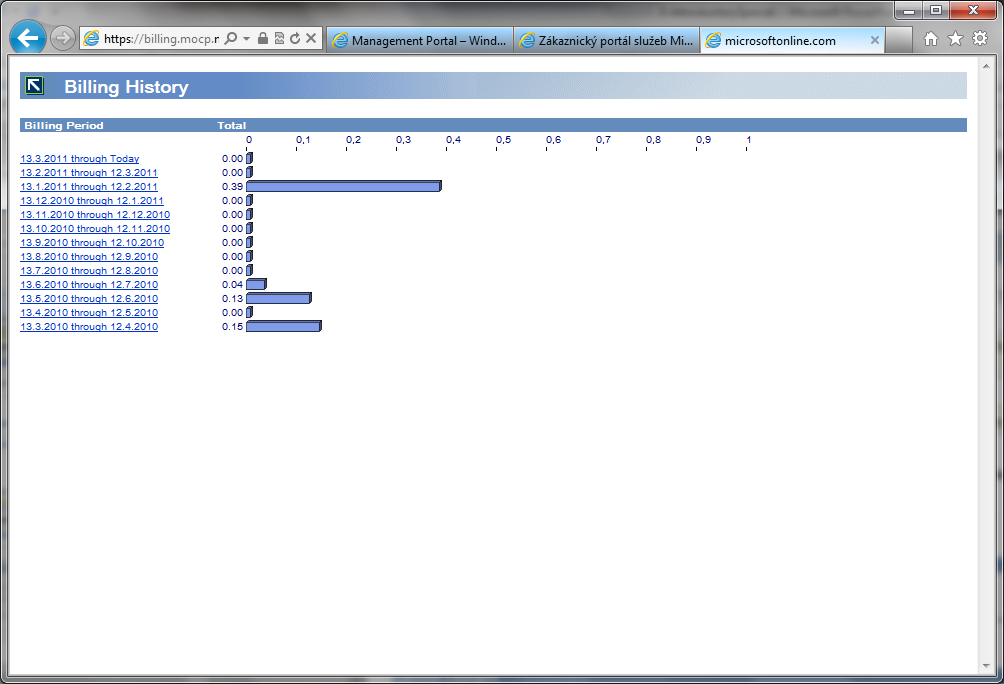 https://billing.mocp.r
Management Portal – Wind...
Zákaznický portál služeb Mi...
microsoftonline.com
Billing History
Billing Period Total
0 0,1 0,2 0,3 0,4 0,5 0,6 0,7 0,8 0,9 1
13.3.2011 through Today 0.00
13.2.2011 through 12.3.2011 0.00
13.1.2011 through 12.2.2011 0.39
13.12.2010 through 12.1.2011 0.00
13.11.2010 through 12.12.2010 0.00
13.10.2010 through 12.11.2010 0.00
13.9.2010 through 12.10.2010 0.00
13.8.2010 through 12.9.2010 0.00
13.7.2010 through 12.8.2010 0.00
13.6.2010 through 12.7.2010 0.04
13.5.2010 through 12.6.2010 0.13
13.4.2010 through 12.5.2010 0.00
13.3.2010 through 12.4.2010 0.15